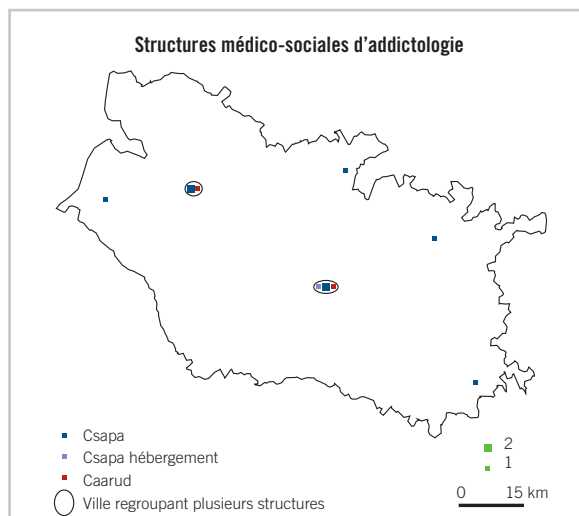 Structures médico-sociales d’addictologie
Csapa
Csapa hébergement
Caarud
Ville regroupant plusieurs structures
2
1
0 15 km